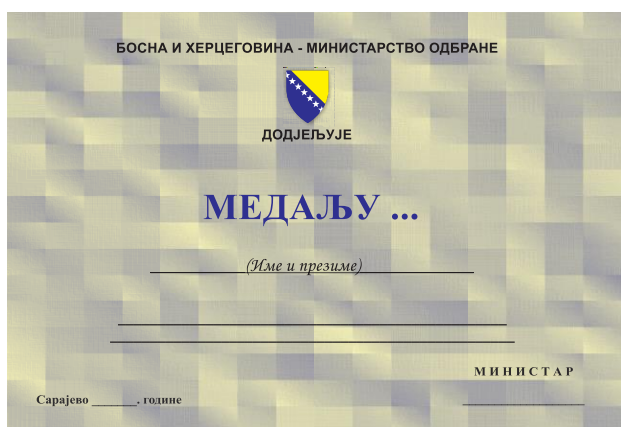 БОСНА И ХЕРЦЕГОВИНА - МИНИСТАРСТВО ОДБРАНЕ
ДОДЈЕЉУЈЕ
МЕДАЉУ ...
(Име и презиме)
МИНИСТАР
Сарајево _______. године